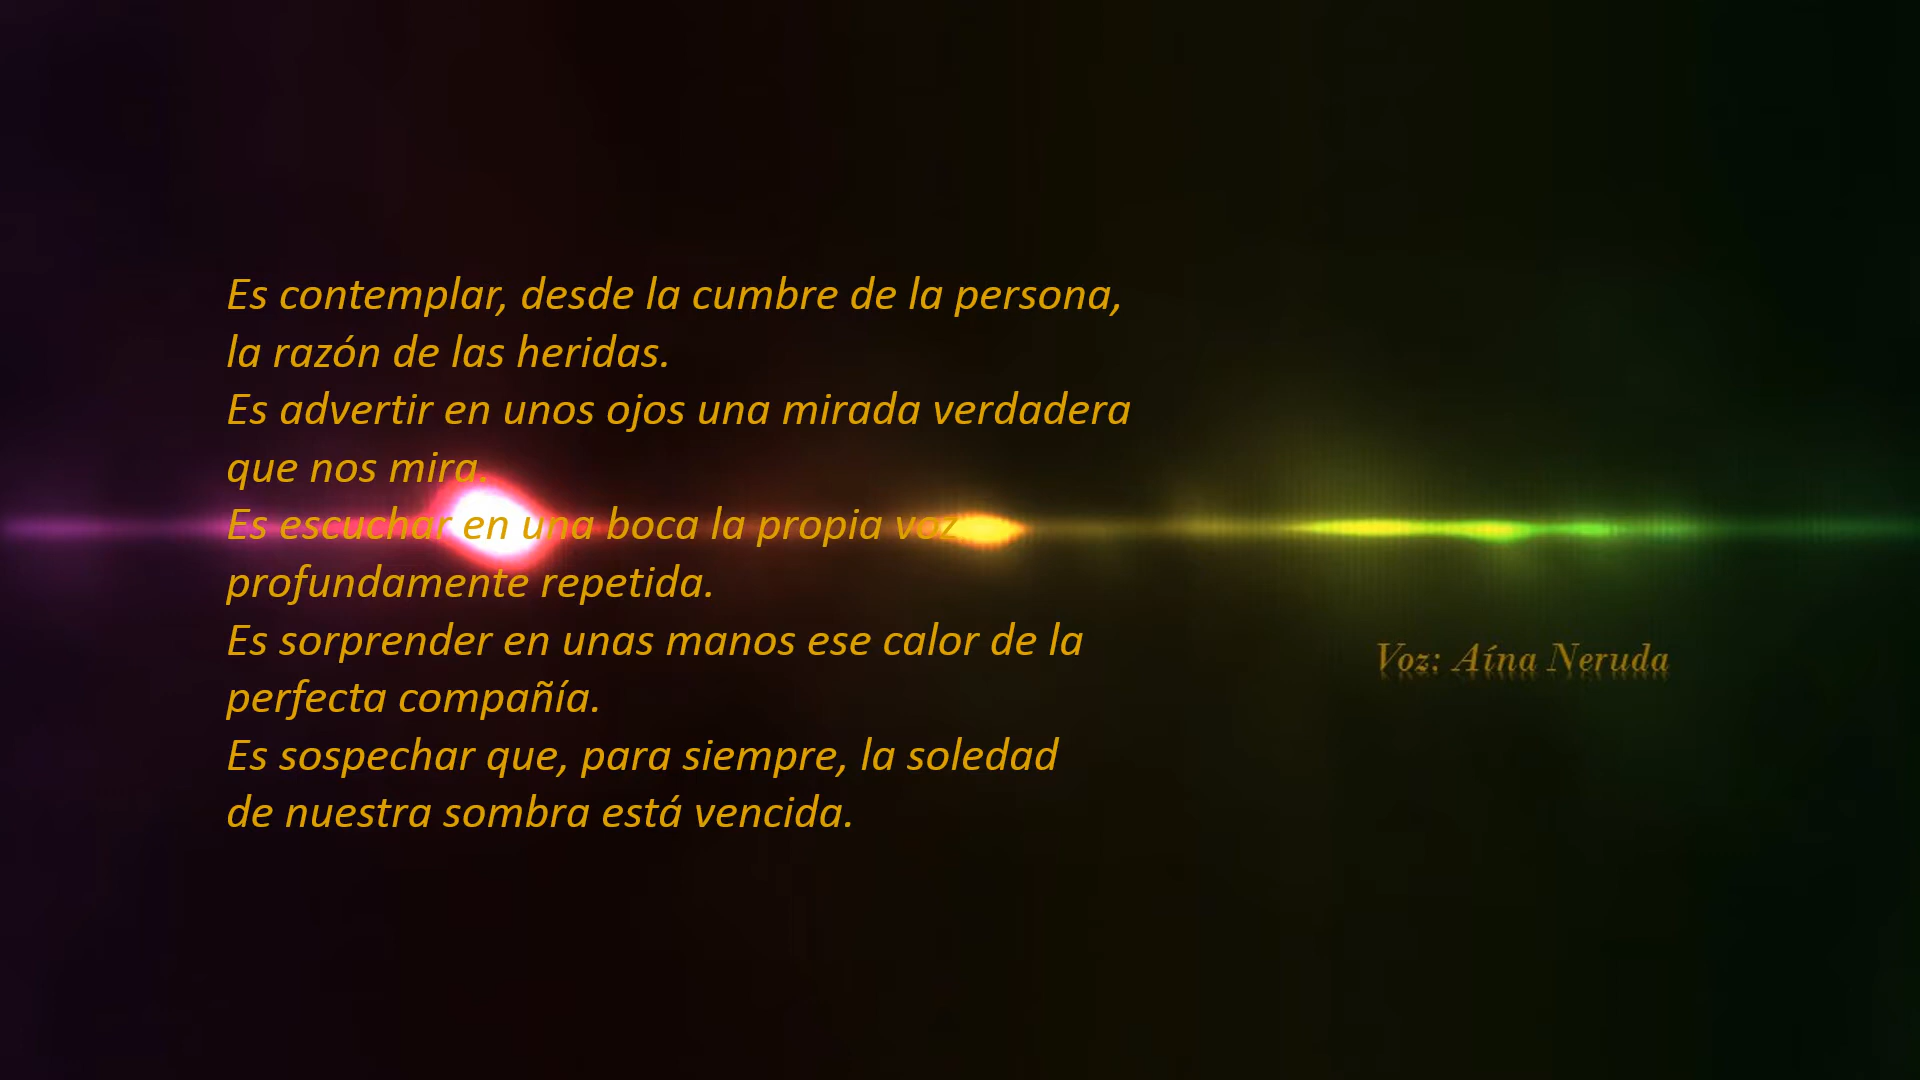 Es contemplar, desde la cumbre de la persona,
la razón de las heridas.
Es advertir en unos ojos una mirada verdadera
que nos mira.
Es escuchar en una boca la propia voz
profundamente repetida.
Es sorprender en unas manos ese calor de la
perfecta compañía.
Es sospechar que, para siempre, la soledad
de nuestra sombra está vencida.
Voz: Aína Neruda